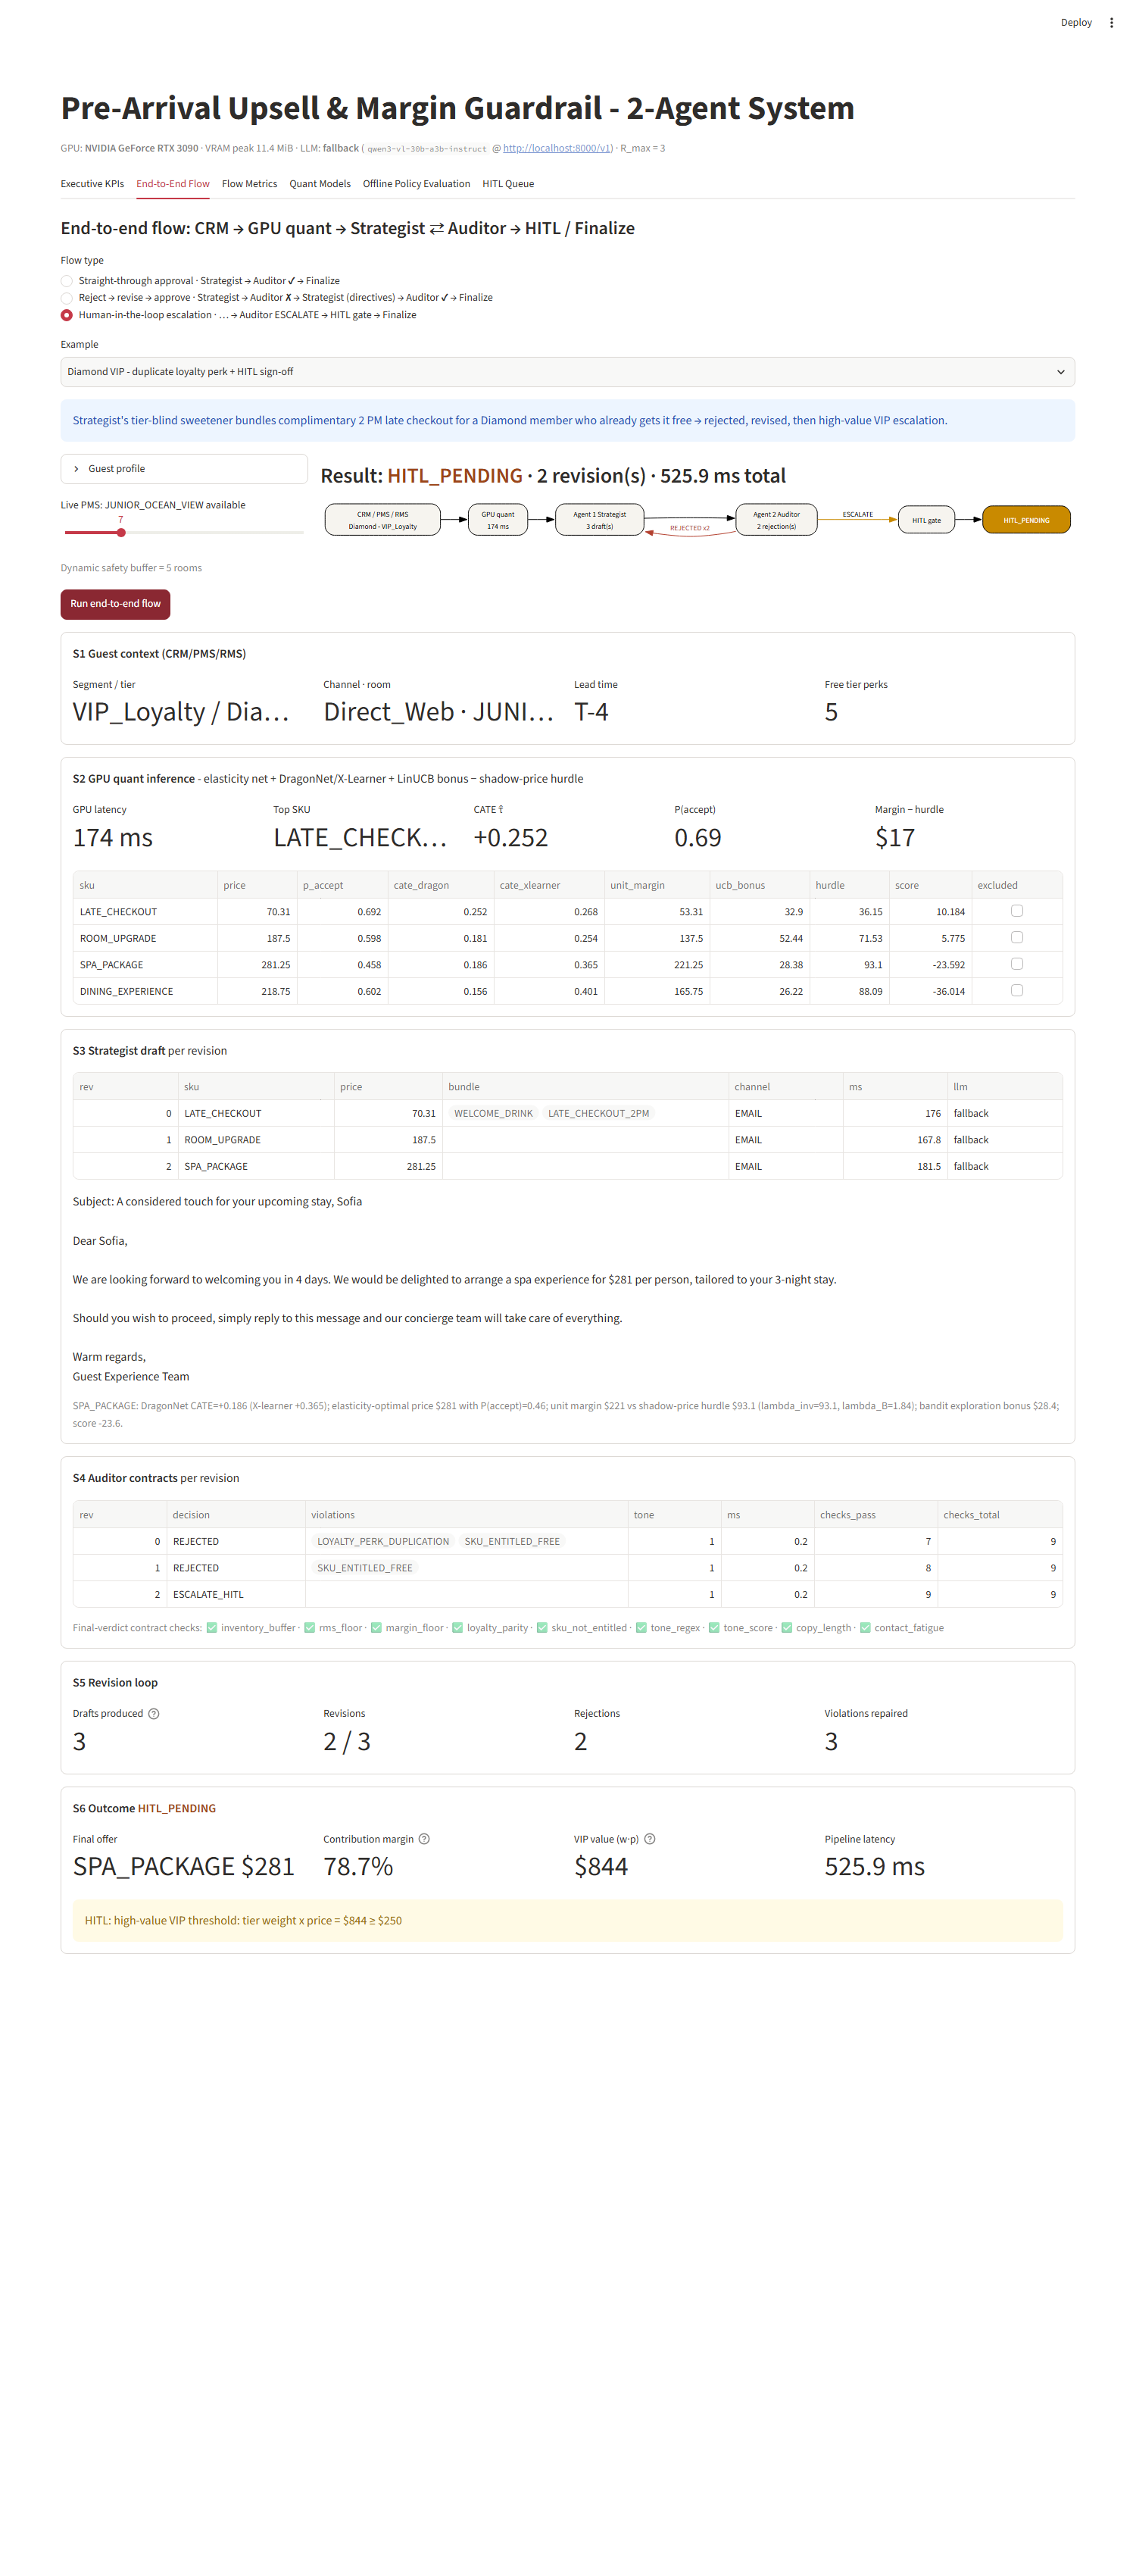 Deploy
Pre-Arrival Upsell & Margin Guardrail - 2-Agent System
GPU: NVIDIA GeForce RTX 3090 · VRAM peak 11.4 MiB · LLM: fallback ( qwen3-vl-30b-a3b-instruct @ http://localhost:8000/v1) · R_max = 3
Executive KPIs End-to-End Flow Flow Metrics Quant Models Offline Policy Evaluation HITL Queue
End-to-end flow: CRM → GPU quant → Strategist ⇄ Auditor → HITL / Finalize
Flow type
Straight-through approval · Strategist → Auditor ✓ → Finalize
Reject → revise → approve · Strategist → Auditor ✗ → Strategist (directives) → Auditor ✓ → Finalize
Human-in-the-loop escalation · … → Auditor ESCALATE → HITL gate → Finalize
Example
Diamond VIP - duplicate loyalty perk + HITL sign-off
Strategist's tier-blind sweetener bundles complimentary 2 PM late checkout for a Diamond member who already gets it free → rejected, revised, then high-value VIP escalation.
Guest profile
Live PMS: JUNIOR_OCEAN_VIEW available
7
Dynamic safety buffer = 5 rooms
Run end-to-end flow
Result: HITL_PENDING · 2 revision(s) · 525.9 ms total
CRM / PMS / RMS
Diamond - VIP_Loyalty
GPU quant
174 ms
Agent 1 Strategist
3 draft(s)
REJECTED x2
Agent 2 Auditor
2 rejection(s)
ESCALATE
HITL gate
HITL_PENDING
S1 Guest context (CRM/PMS/RMS)
Segment / tier Channel · room Lead time Free tier perks
VIP_Loyalty / Dia… Direct_Web · JUNI… T-4 5
S2 GPU quant inference - elasticity net + DragonNet/X-Learner + LinUCB bonus − shadow-price hurdle
GPU latency Top SKU CATE τ̂ P(accept) Margin − hurdle
174 ms LATE_CHECK… +0.252 0.69 $17
sku price p_accept cate_dragon cate_xlearner unit_margin ucb_bonus hurdle score excluded
LATE_CHECKOUT 70.31 0.692 0.252 0.268 53.31 32.9 36.15 10.184
ROOM_UPGRADE 187.5 0.598 0.181 0.254 137.5 52.44 71.53 5.775
SPA_PACKAGE 281.25 0.458 0.186 0.365 221.25 28.38 93.1 -23.592
DINING_EXPERIENCE 218.75 0.602 0.156 0.401 165.75 26.22 88.09 -36.014
S3 Strategist draft per revision
rev sku price bundle channel ms llm
0 LATE_CHECKOUT 70.31 WELCOME_DRINK LATE_CHECKOUT_2PM EMAIL 176 fallback
1 ROOM_UPGRADE 187.5 EMAIL 167.8 fallback
2 SPA_PACKAGE 281.25 EMAIL 181.5 fallback
Subject: A considered touch for your upcoming stay, Sofia
Dear Sofia,
We are looking forward to welcoming you in 4 days. We would be delighted to arrange a spa experience for $281 per person, tailored to your 3-night stay.
Should you wish to proceed, simply reply to this message and our concierge team will take care of everything.
Warm regards,
Guest Experience Team
SPA_PACKAGE: DragonNet CATE=+0.186 (X-learner +0.365); elasticity-optimal price $281 with P(accept)=0.46; unit margin $221 vs shadow-price hurdle $93.1 (lambda_inv=93.1, lambda_B=1.84); bandit exploration bonus $28.4;
score -23.6.
S4 Auditor contracts per revision
rev decision violations tone ms checks_pass checks_total
0 REJECTED LOYALTY_PERK_DUPLICATION SKU_ENTITLED_FREE 1 0.2 7 9
1 REJECTED SKU_ENTITLED_FREE 1 0.2 8 9
2 ESCALATE_HITL 1 0.2 9 9
Final-verdict contract checks: ✅ inventory_buffer · ✅ rms_floor · ✅ margin_floor · ✅ loyalty_parity · ✅ sku_not_entitled · ✅ tone_regex · ✅ tone_score · ✅ copy_length · ✅ contact_fatigue
S5 Revision loop
Drafts produced Revisions Rejections Violations repaired
3 2 / 3 2 3
S6 Outcome HITL_PENDING
Final offer Contribution margin VIP value (w·p) Pipeline latency
SPA_PACKAGE $281 78.7% $844 525.9 ms
HITL: high-value VIP threshold: tier weight x price = $844 ≥ $250